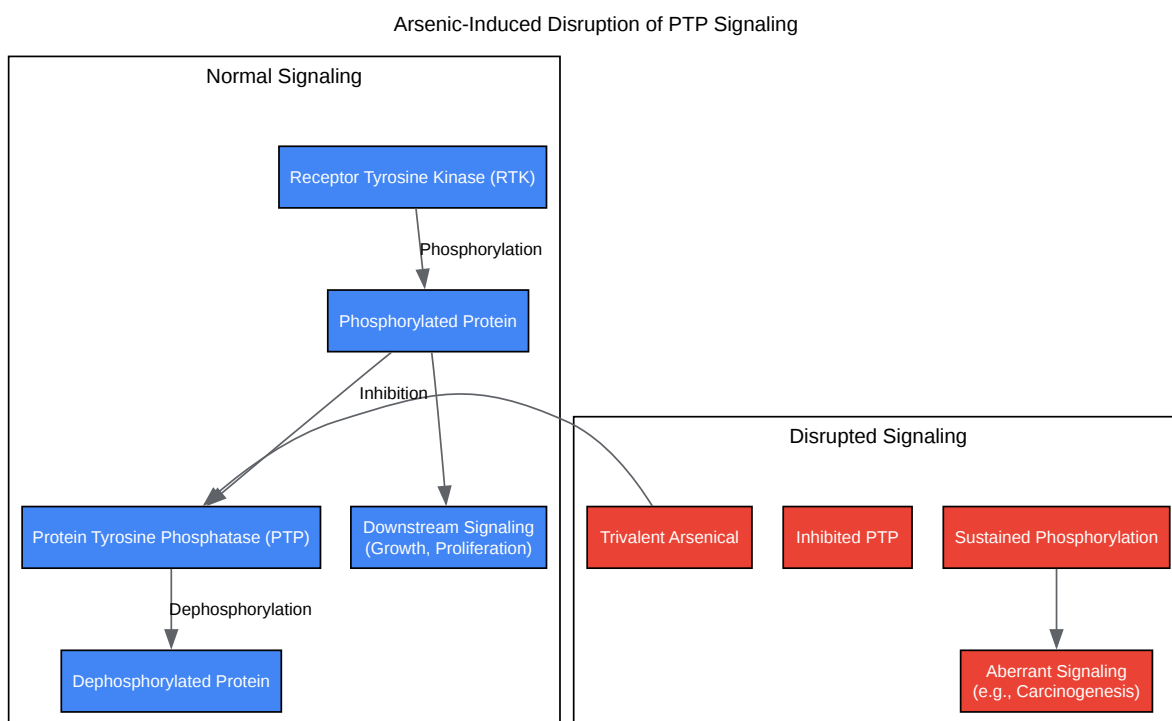 Arsenic-Induced Disruption of PTP Signaling
Normal Signaling
Receptor Tyrosine Kinase (RTK)
Phosphorylation
Phosphorylated Protein
Inhibition
Disrupted Signaling
Protein Tyrosine Phosphatase (PTP)
Downstream Signaling
(Growth, Proliferation)
Trivalent Arsenical
Inhibited PTP
Sustained Phosphorylation
Dephosphorylation
Dephosphorylated Protein
Aberrant Signaling
(e.g., Carcinogenesis)